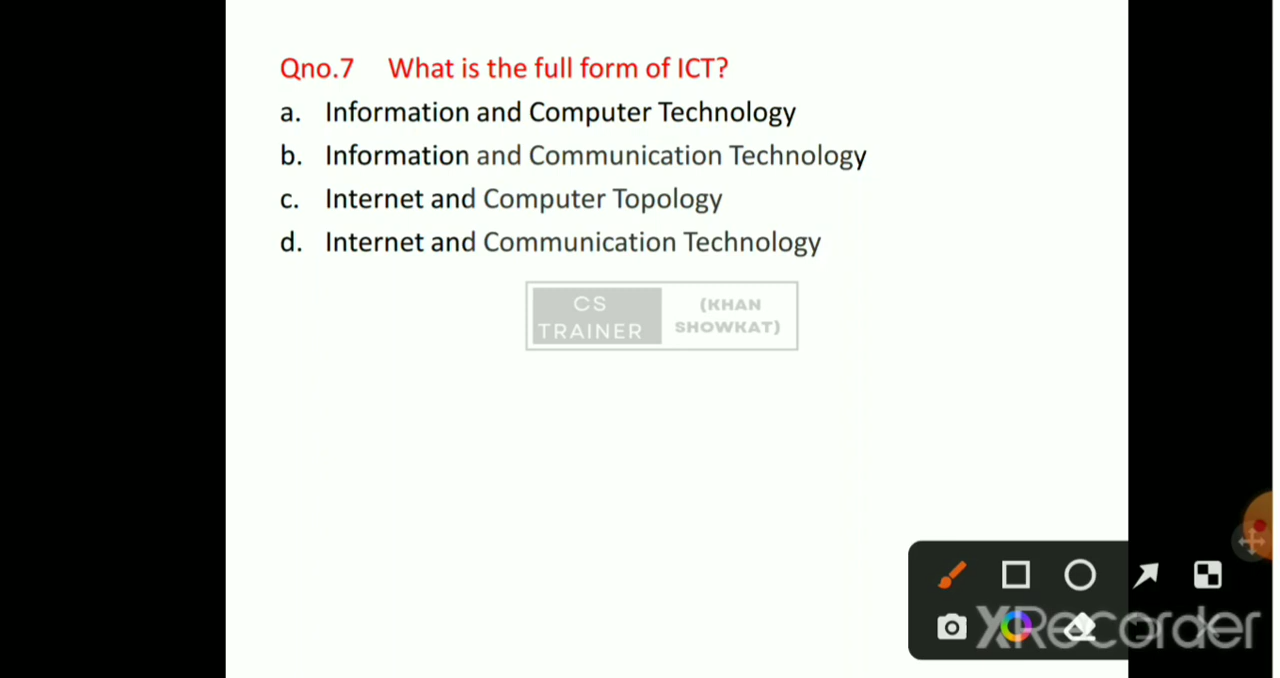 Qno.7 What is the full form of ICT?
a. Information and Computer Technology
b. Information and Communication Technology
c. Internet and Computer Topology
d. Internet and Communication Technology
CS TRAINER
(KHAN SHOWKAT)
XRecorder